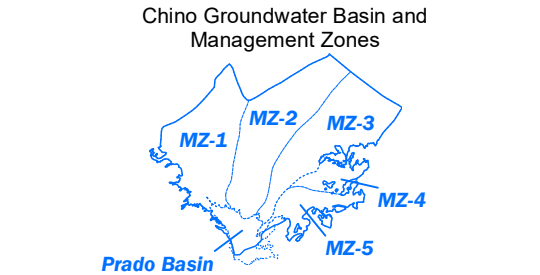 Chino Groundwater Basin and
Management Zones
MZ-1
MZ-2
MZ-3
MZ-4
MZ-5
Prado Basin